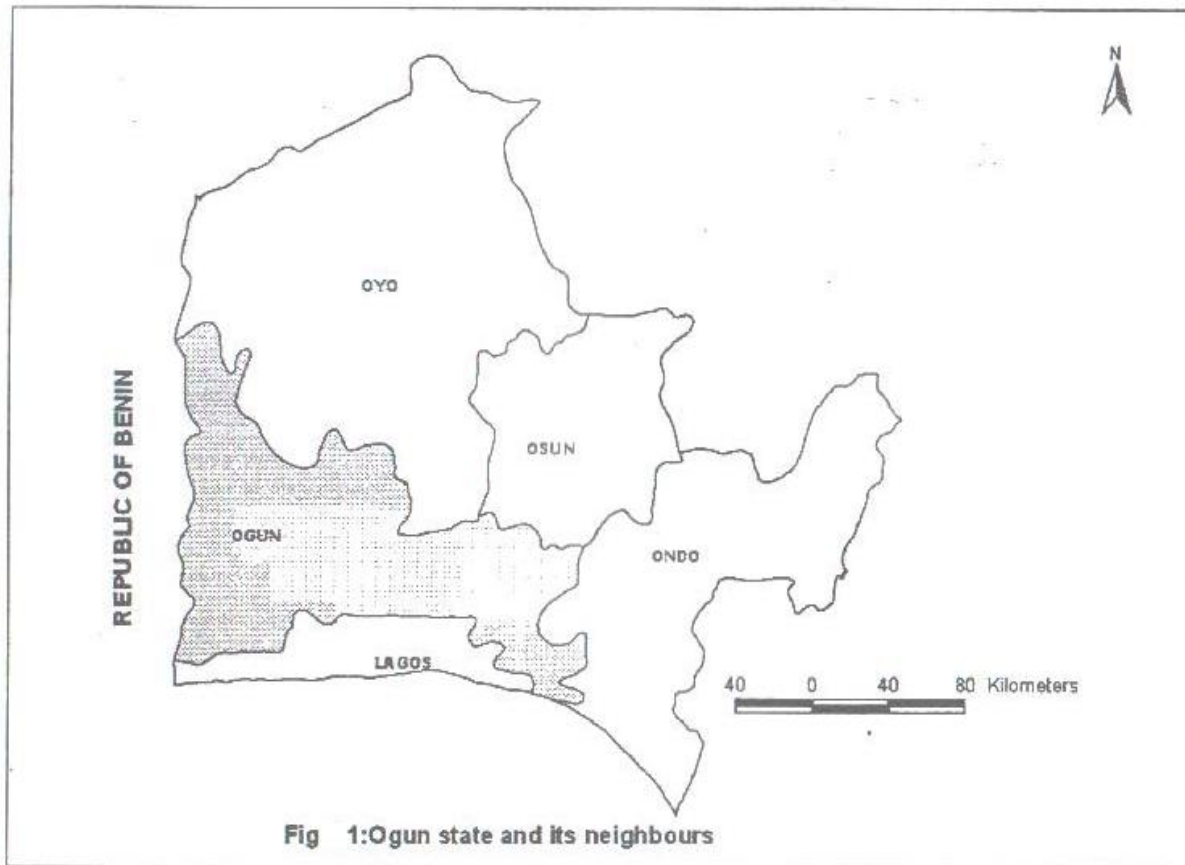 N
OYO
REPUBLIC OF BENIN
OSUN
OGUN
ONDO
LAGOS
40 0 40 80 Kilometers
Fig 1:Ogun state and its neighbours